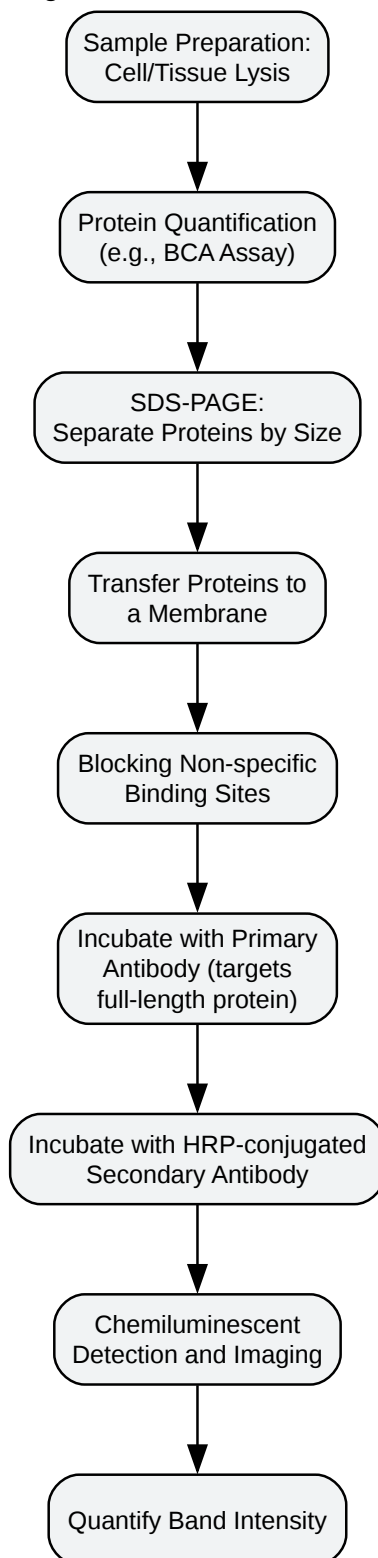 Sample Preparation:
Cell/Tissue Lysis
Protein Quantification
(e.g., BCA Assay)
SDS-PAGE:
Separate Proteins by Size
Transfer Proteins to
a Membrane
Blocking Non-specific
Binding Sites
Incubate with Primary
Antibody (targets
full-length protein)
Incubate with HRP-conjugated
Secondary Antibody
Chemiluminescent
Detection and Imaging
Quantify Band Intensity